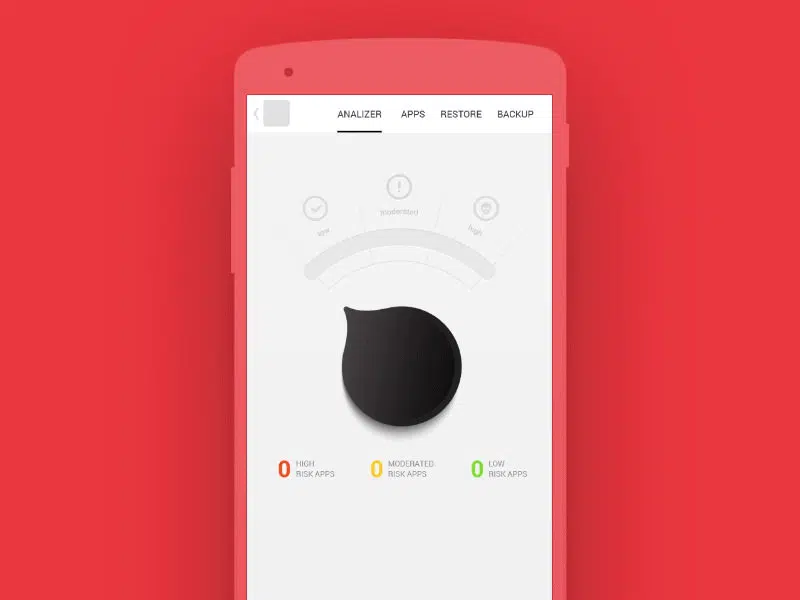 ANALIZER APPS RESTORE BACKUP
moderated
low high
0 HIGH RISK APPS
0 MODERATED RISK APPS
0 LOW RISK APPS